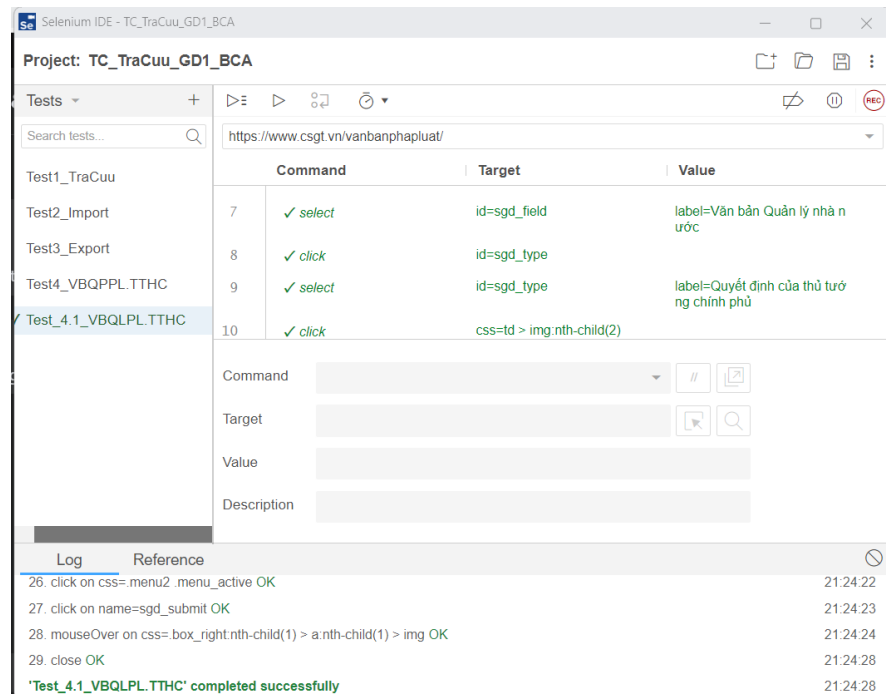 Se Selenium IDE - TC_TraCuu_GD1_BCA
Project: TC_TraCuu_GD1_BCA
Tests
REC
Search tests...
https://www.csgt.vn/vanbanphapluat/
Command Target Value
Test1_TraCuu
Test2_Import
Test3_Export
Test4_VBQPPL.TTHC
✓ Test_4.1_VBQLPL.TTHC
7 ✓ select id=sgd_field label=Văn bản Quản lý nhà n
ước
8 ✓ click id=sgd_type
9 ✓ select id=sgd_type label=Quyết định của thủ tướ
ng chính phủ
10 ✓ click css=td > img:nth-child(2)
Command //
Target
Value
Description
Log Reference
26. click on css=.menu2 .menu_active OK 21:24:22
27. click on name=sgd_submit OK 21:24:23
28. mouseOver on css=.box_right:nth-child(1) > a:nth-child(1) > img OK 21:24:24
29. close OK 21:24:28
'Test_4.1_VBQLPL.TTHC' completed successfully 21:24:28